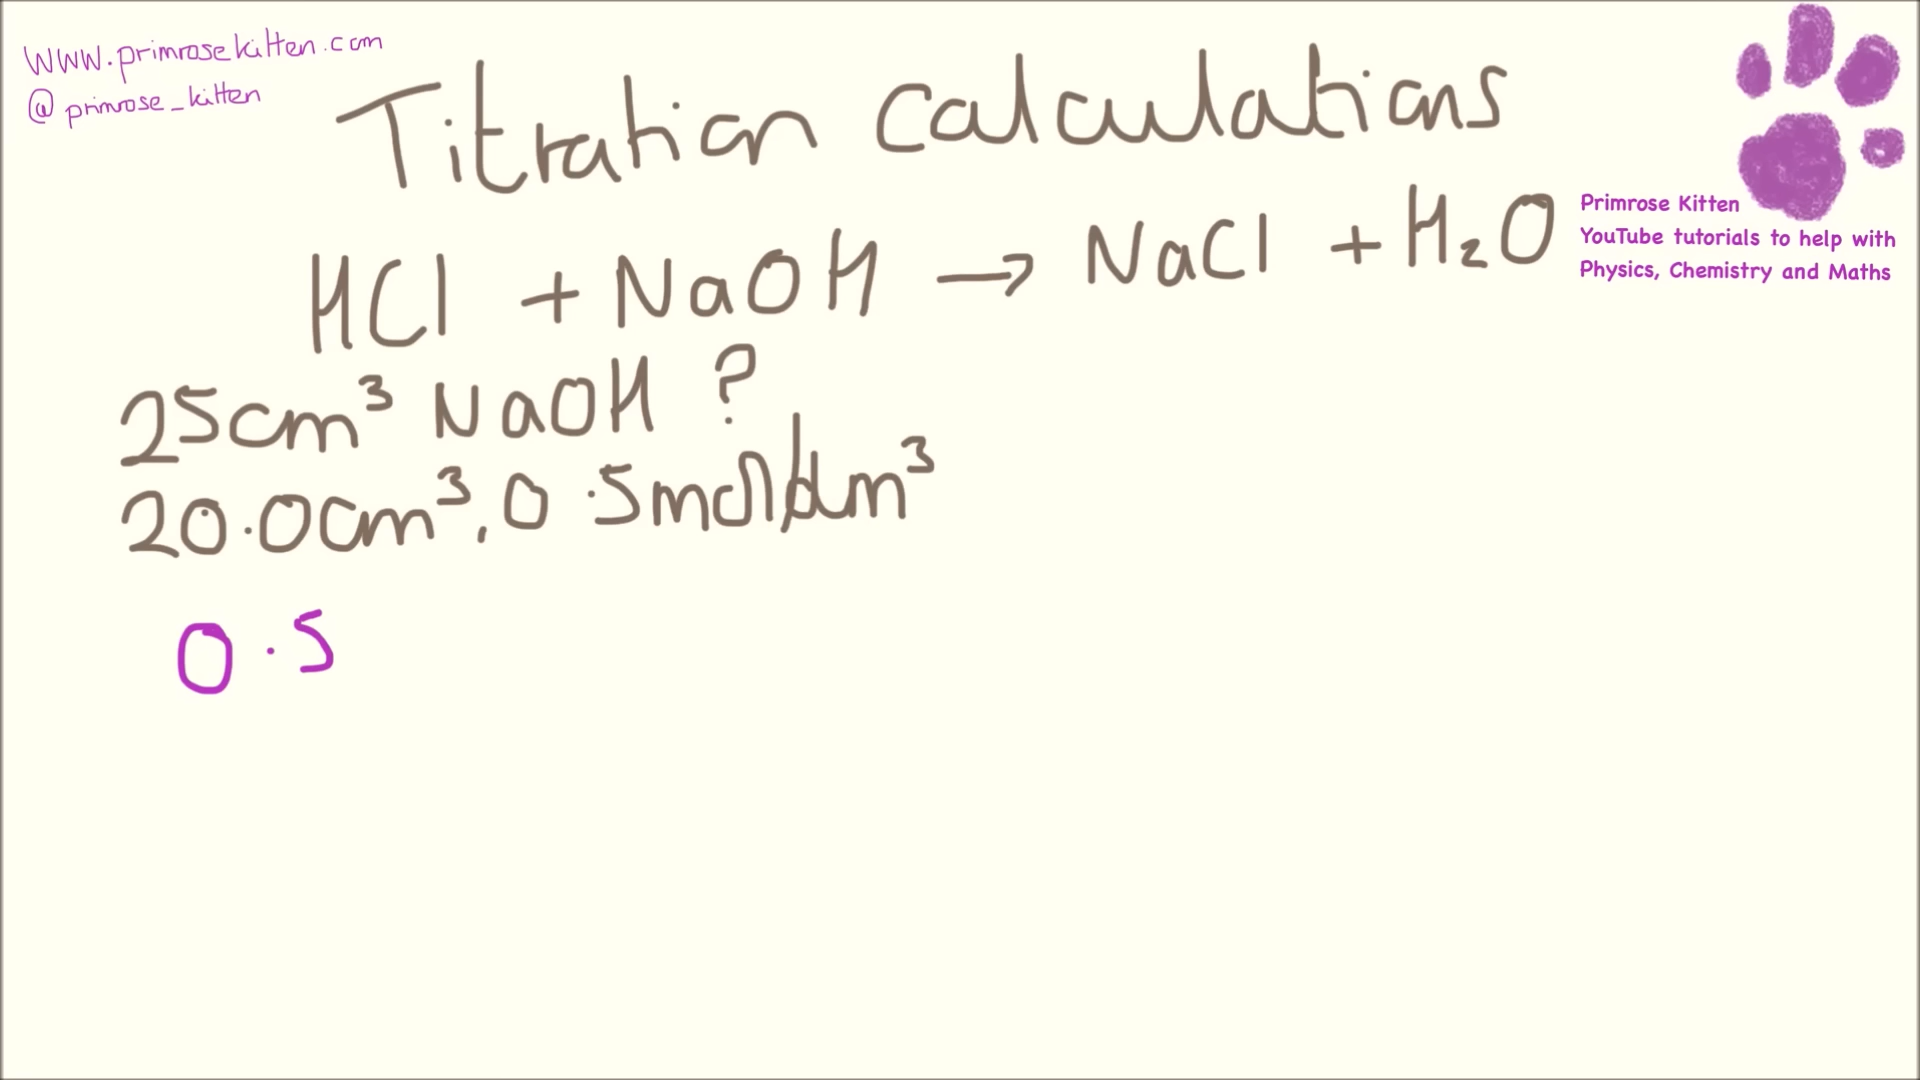 www.primrosekitten.com
@primrose_kitten
Titration calculations
HCl + NaOH → NaCl + H₂O
Primrose Kitten
YouTube tutorials to help with
Physics, Chemistry and Maths
25cm³ NaOH ?
20.0cm³, 0.5mol/dm³
0.5